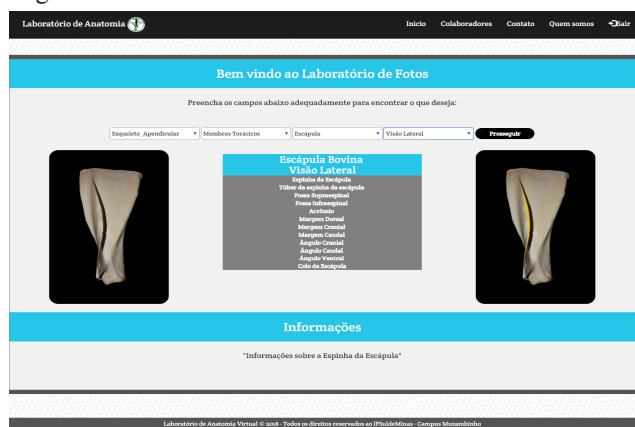 Laboratório de Anatomia
Inicio Colaboradores Contato Quem somos Sair
Bem vindo ao Laboratório de Fotos
Preencha os campos abaixo adequadamente para encontrar o que deseja:
Esqueleto_Apendicular Membros Torácicos Escápula Visão Lateral Prosseguir
Escápula Bovina
Visão Lateral
Espinha da Escápula
Túber da espinha da escápula
Fossa Supraespinal
Fossa Infraespinal
Acrômio
Margem Dorsal
Margem Cranial
Margem Caudal
Ângulo Cranial
Ângulo Caudal
Ângulo Ventral
Colo da Escápula
Informações
"Informações sobre a Espinha da Escápula"
Laboratório de Anatomia Virtual © 2018 - Todos os direitos reservados ao IFSuldeMinas - Campus Muzambinho